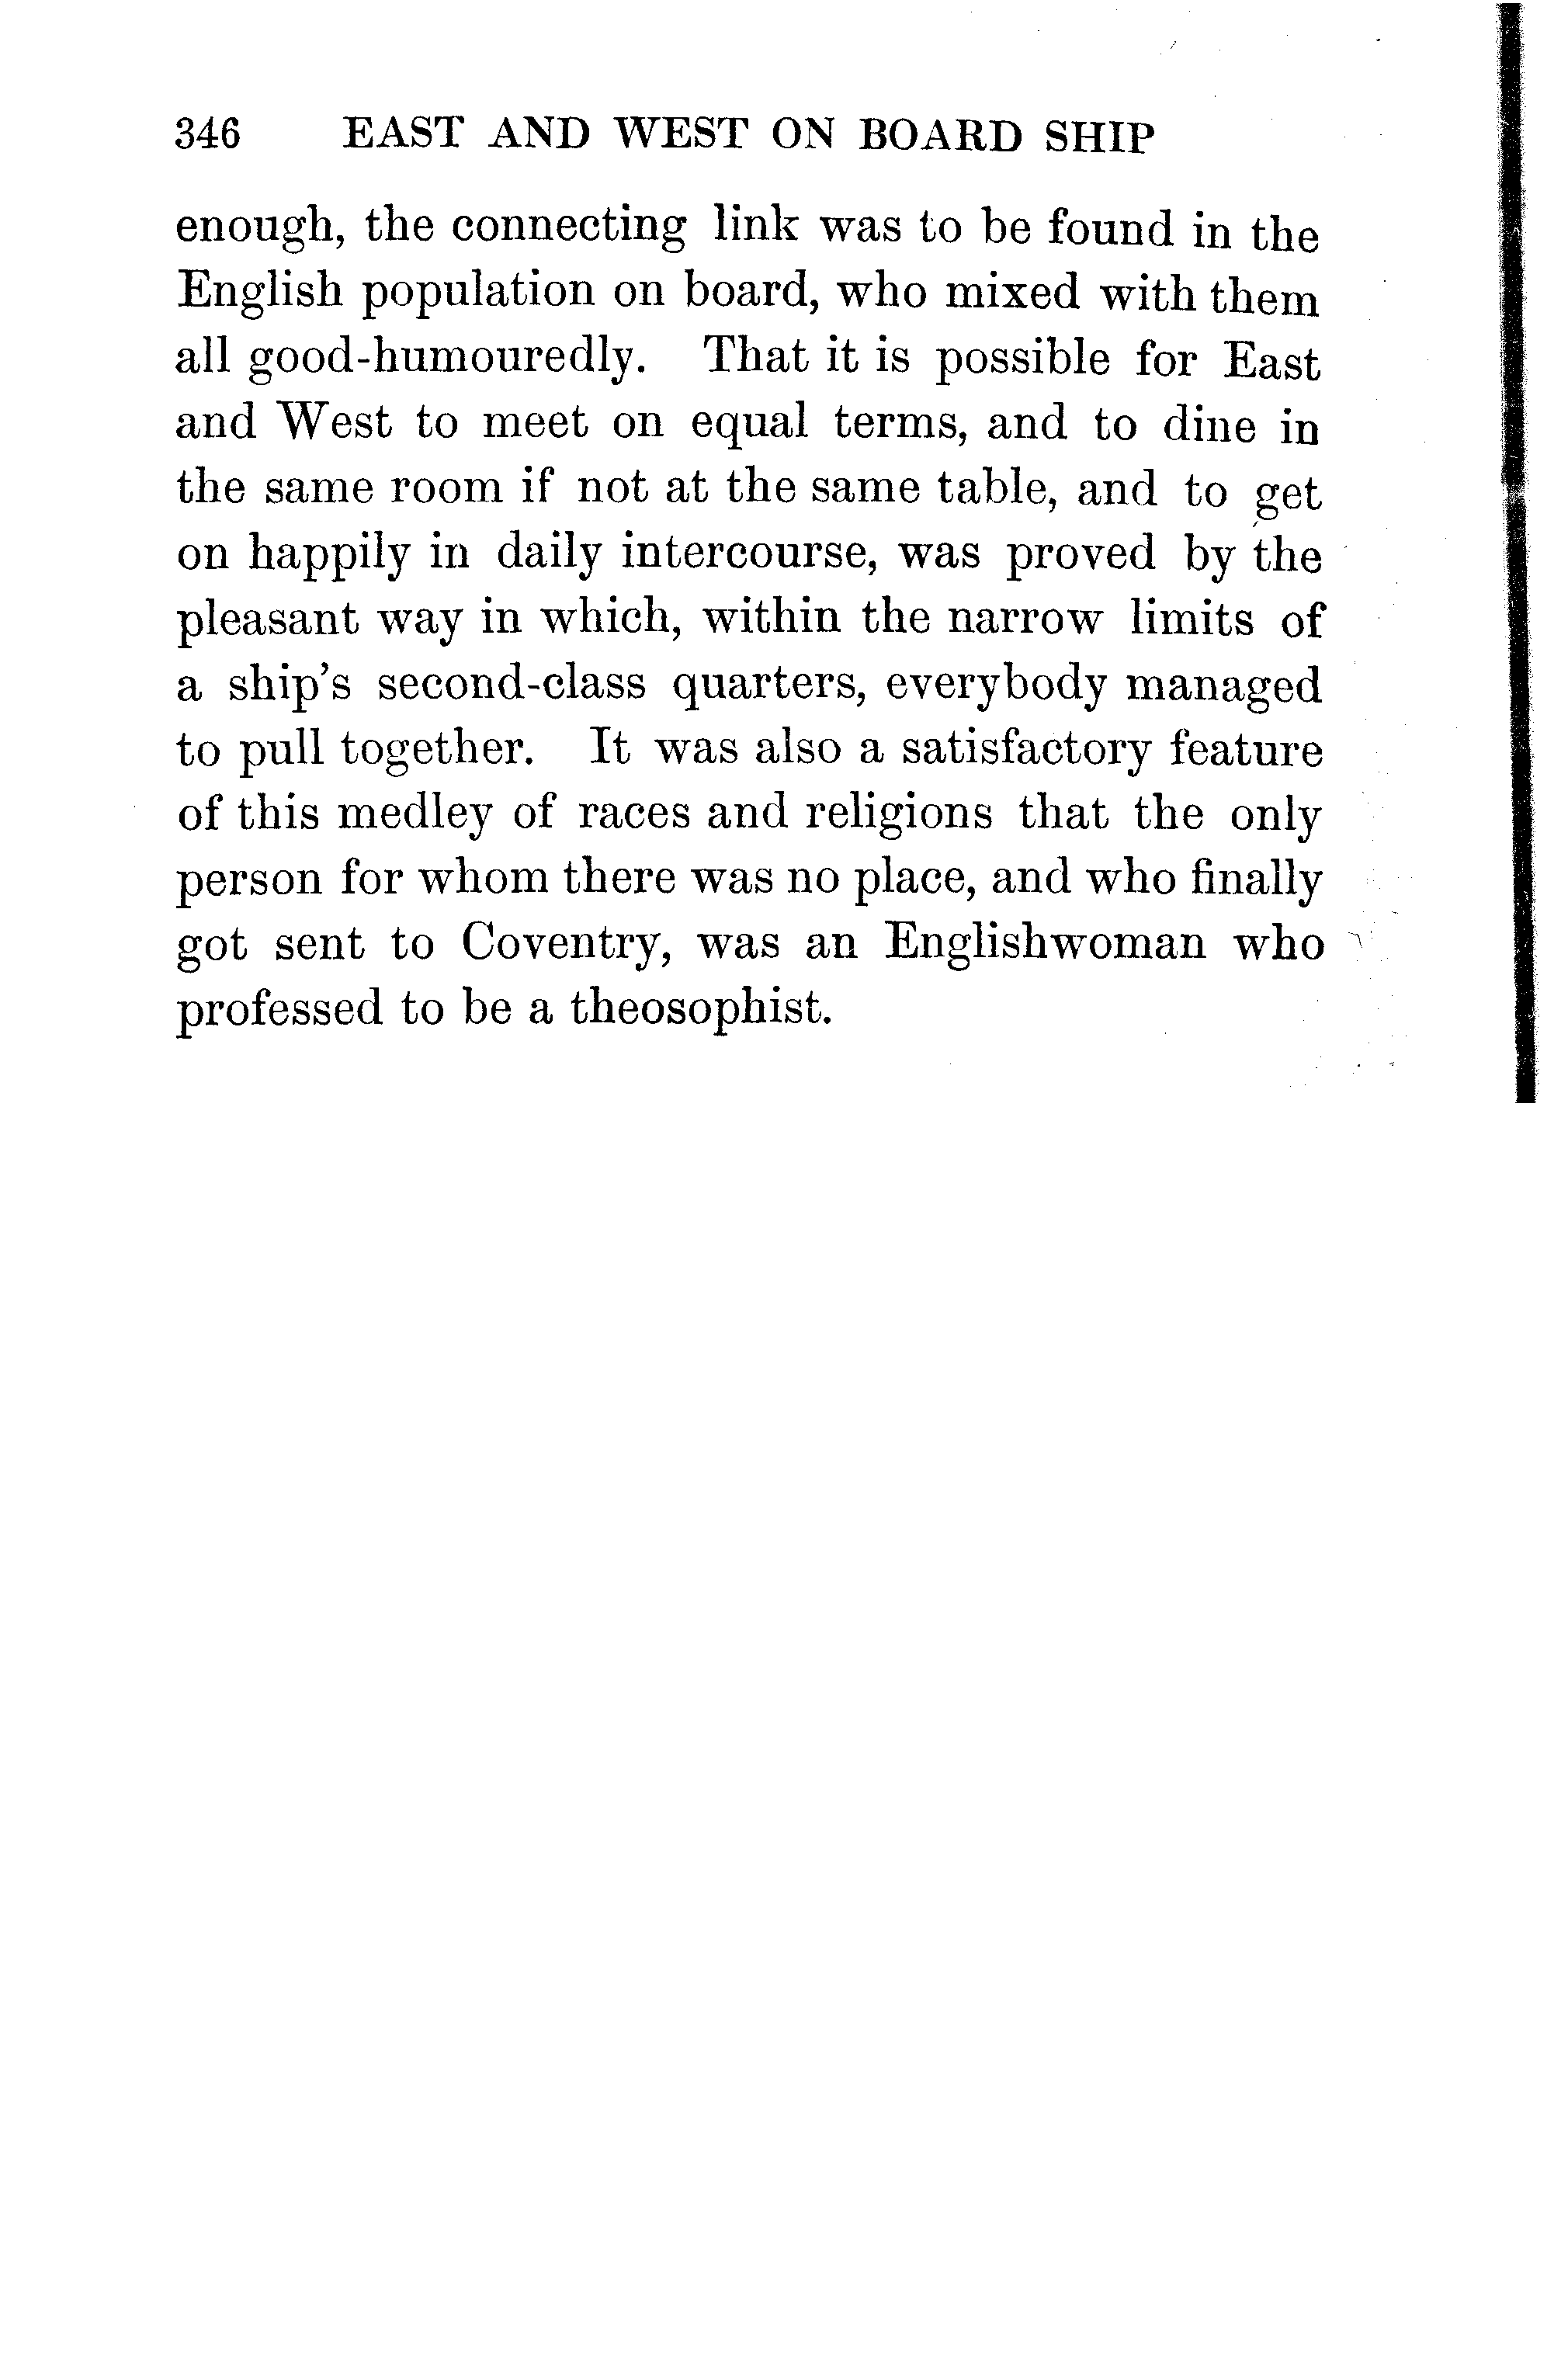 346 EAST AND WEST ON BOARD SHIP
enough, the connecting link was to be found in the
English population on board, who mixed with them
all good-humouredly. That it is possible for East
and West to meet on equal terms, and to dine in
the same room if not at the same table, and to get
on happily in daily intercourse, was proved by the
pleasant way in which, within the narrow limits of
a ship's second-class quarters, everybody managed
to pull together. It was also a satisfactory feature
of this medley of races and religions that the only
person for whom there was no place, and who finally
got sent to Coventry, was an Englishwoman who
professed to be a theosophist.